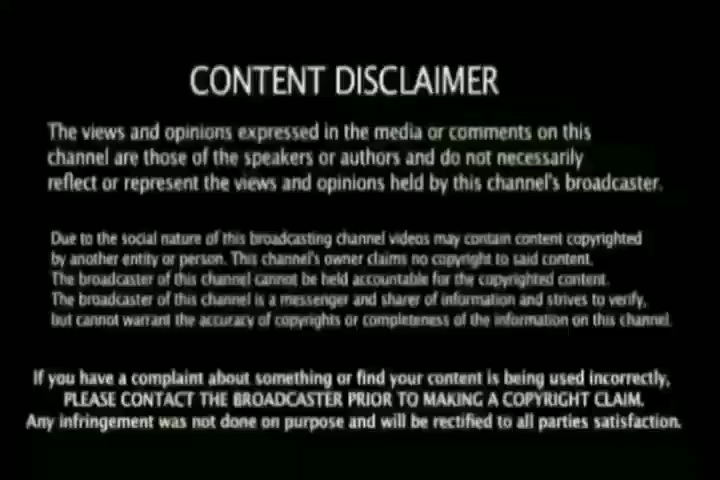 CONTENT DISCLAIMER
The views and opinions expressed in the media or comments on this
channel are those of the speakers or authors and do not necessarily
reflect or represent the views and opinions held by this channel's broadcaster.
Due to the social nature of this broadcasting channel videos may contain content copyrighted
by another entity or person. This channel's owner claims no copyright to said content.
The broadcaster of this channel cannot be held accountable for the copyrighted content.
The broadcaster of this channel is a messenger and sharer of information and strives to verify,
but cannot warrant the accuracy of copyrights or completeness of the information on this channel.
If you have a complaint about something or find your content is being used incorrectly,
PLEASE CONTACT THE BROADCASTER PRIOR TO MAKING A COPYRIGHT CLAIM.
Any infringement was not done on purpose and will be rectified to all parties satisfaction.